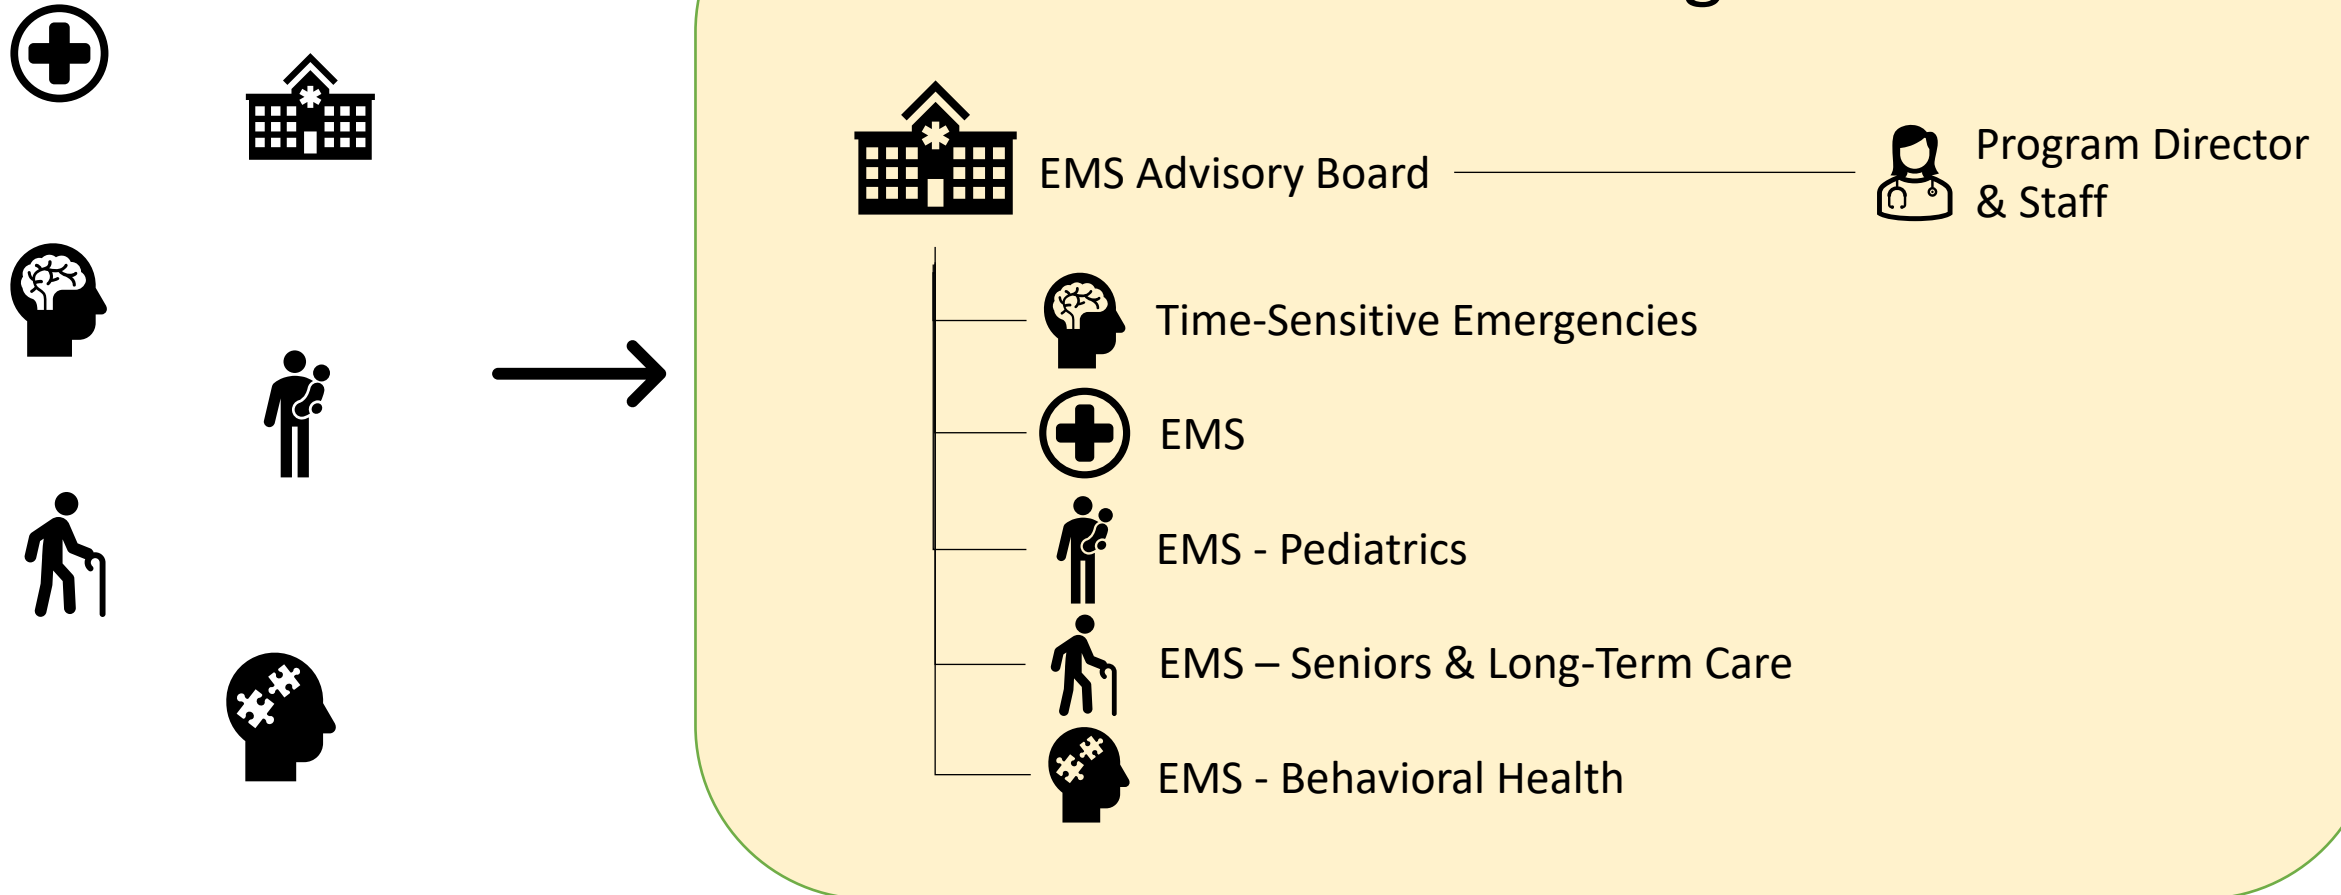 EMS Advisory Board
Program Director
& Staff
Time-Sensitive Emergencies
EMS
EMS - Pediatrics
EMS – Seniors & Long-Term Care
EMS - Behavioral Health